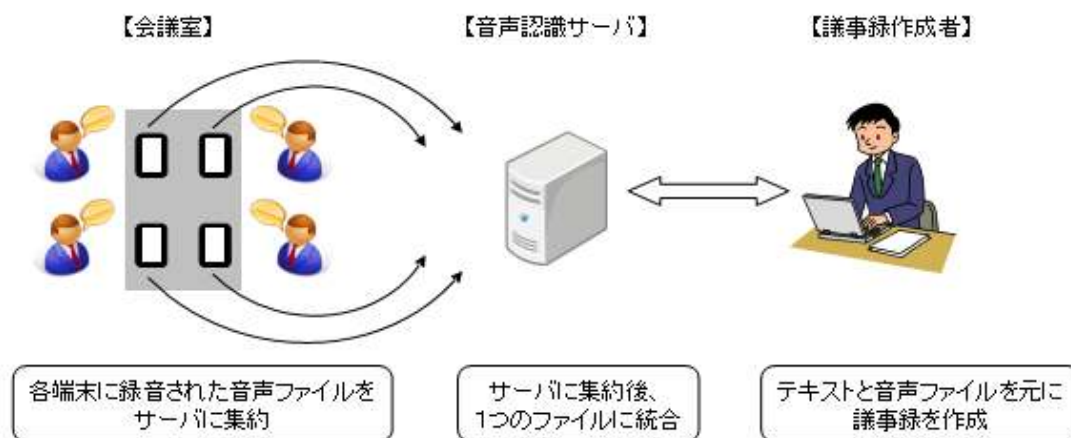 【会議室】
【音声認識サーバ】
【議事録作成者】
各端末に録音された音声ファイルを
サーバに集約
サーバに集約後、
1つのファイルに統合
テキストと音声ファイルを元に
議事録を作成